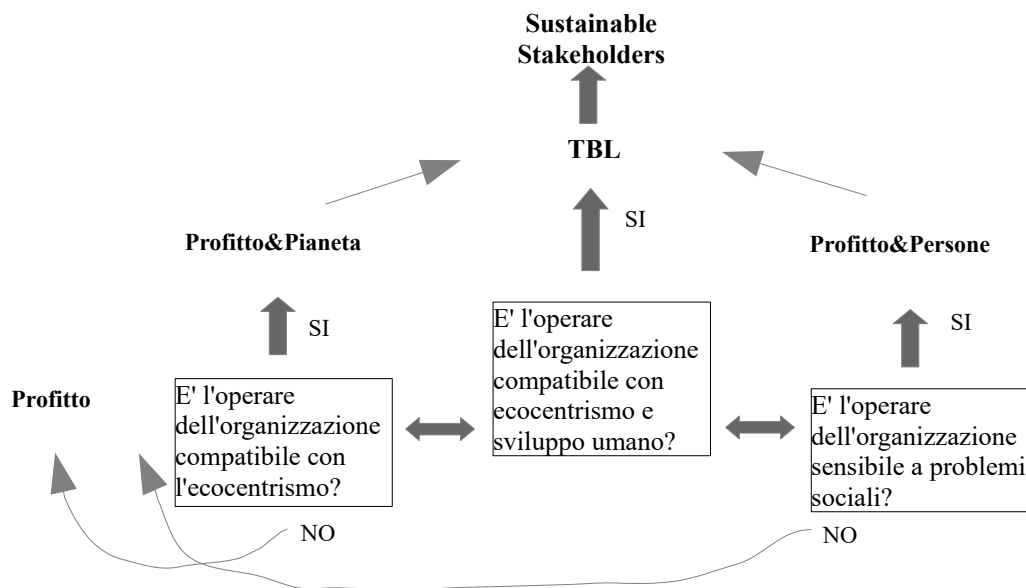 Sustainable
Stakeholders
TBL
SI
Profitto&Pianeta
Profitto&Persone
SI
SI
E' l'operare
dell'organizzazione
compatibile con
ecocentrismo e
sviluppo umano?
Profitto
E' l'operare
dell'organizzazione
compatibile con
l'ecocentrismo?
E' l'operare
dell'organizzazione
sensibile a problemi
sociali?
NO
NO